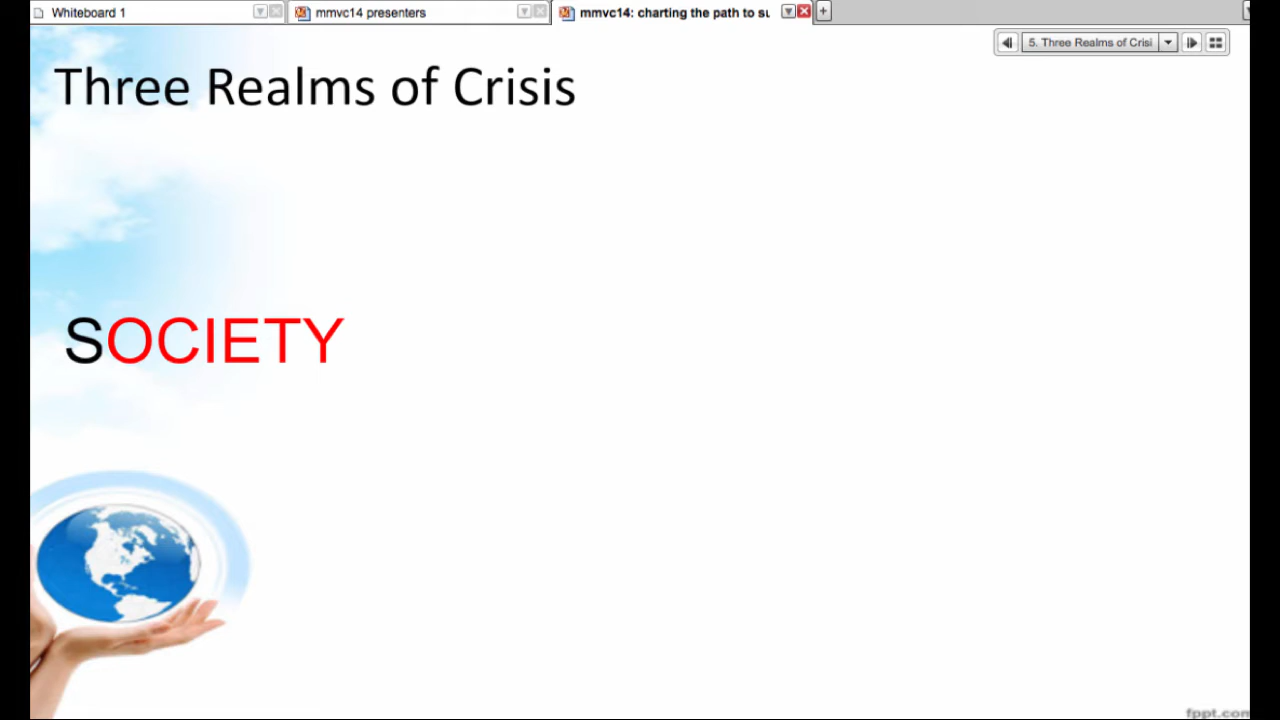 Whiteboard 1
mmvc14 presenters
mmvc14: charting the path to su
5. Three Realms of Crisi
Three Realms of Crisis
SOCIETY
fppt.com